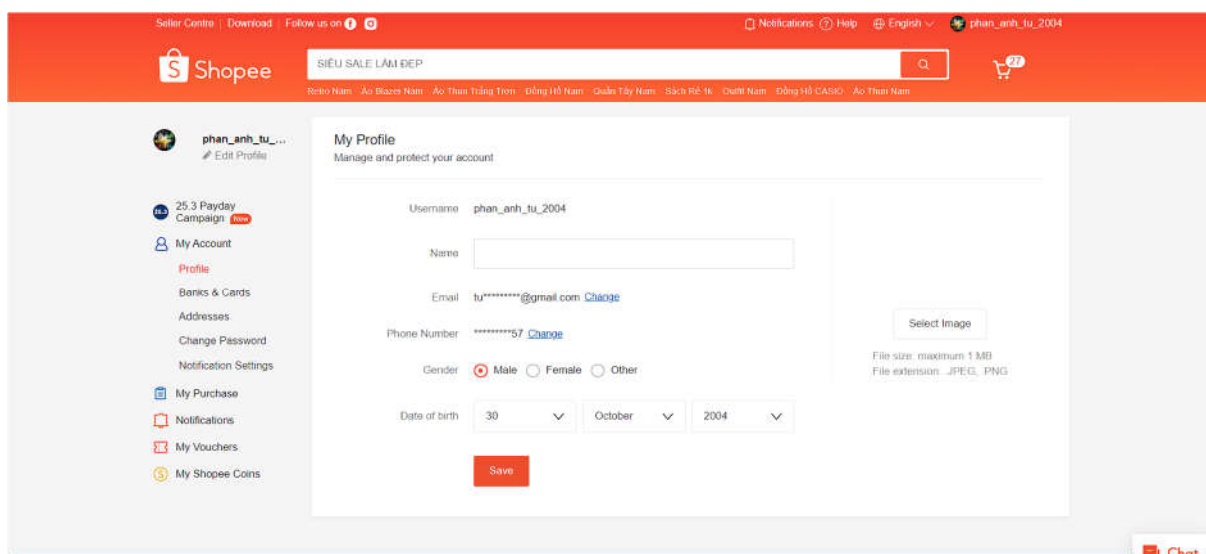 Seller Centre | Download | Follow us on
Notifications Help English phan_anh_tu_2004
Shopee
SIÊU SALE LÀM ĐẸP
27
Retro Nam Áo Blazer Nam Áo Thun Trắng Trơn Đồng Hồ Nam Quần Tây Nam Sách Rẻ 1K Outfit Nam Đồng Hồ CASIO Áo Thun Nam
phan_anh_tu_...
Edit Profile
25.3 Payday
Campaign New
My Account
Profile
Banks & Cards
Addresses
Change Password
Notification Settings
My Purchase
Notifications
My Vouchers
My Shopee Coins
My Profile
Manage and protect your account
Username phan_anh_tu_2004
Name
Email tu*********@gmail.com Change
Phone Number *********57 Change
Gender Male Female Other
Date of birth 30 October 2004
Save
Select Image
File size: maximum 1 MB
File extension: .JPEG, .PNG
Chat